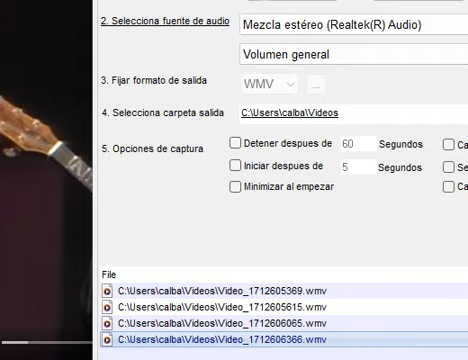 2. Selecciona fuente de audio
Mezcla estéreo (Realtek(R) Audio)
Volumen general
3. Fijar formato de salida
WMV
...
4. Selecciona carpeta salida
C:\Users\calba\Videos
5. Opciones de captura
Detener despues de
60
Segundos
Ca
Iniciar despues de
5
Segundos
Se
Minimizar al empezar
Ca
File
C:\Users\calba\Videos\Video_1712605369.wmv
C:\Users\calba\Videos\Video_1712605615.wmv
C:\Users\calba\Videos\Video_1712606065.wmv
C:\Users\calba\Videos\Video_1712606366.wmv